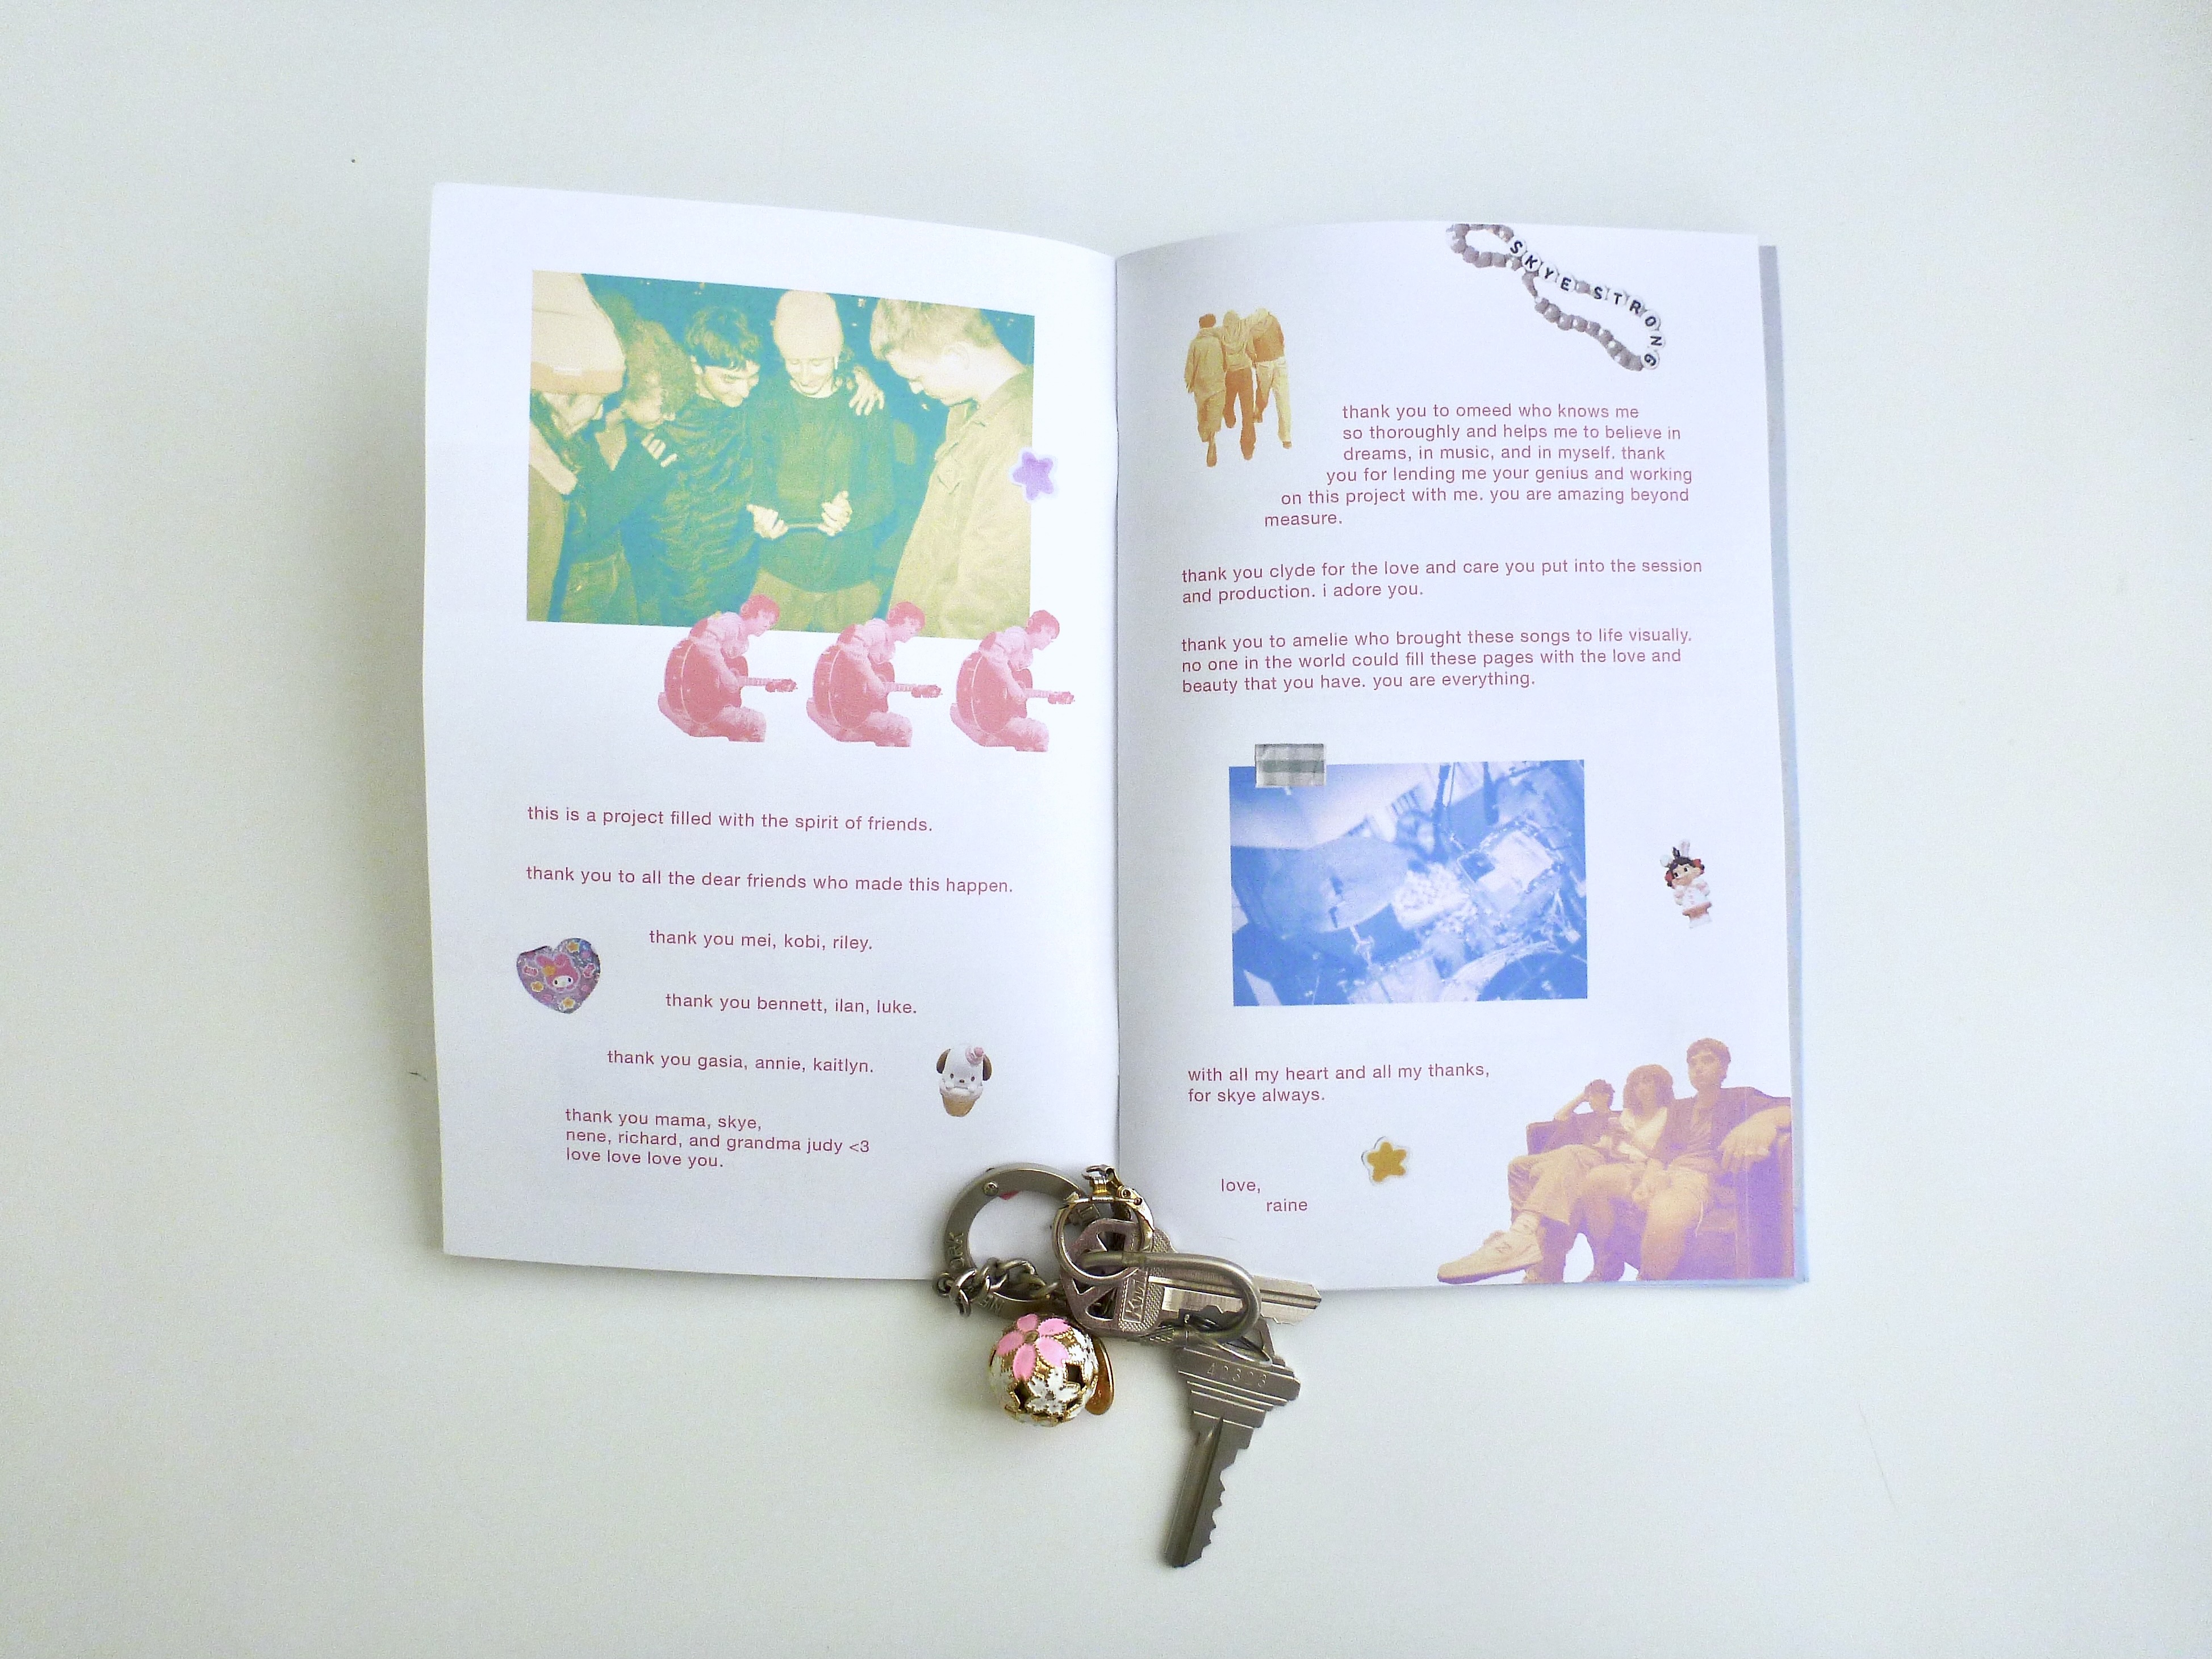 this is a project filled with the spirit of friends.
thank you to all the dear friends who made this happen.
thank you mei, kobi, riley.
thank you bennett, ilan, luke.
thank you gasia, annie, kaitlyn.
thank you mama, skye,
nene, richard, and grandma judy <3
love love love you.
SKYE STRONG
thank you to omeed who knows me
so thoroughly and helps me to believe in
dreams, in music, and in myself. thank
you for lending me your genius and working
on this project with me. you are amazing beyond
measure.
thank you clyde for the love and care you put into the session
and production. i adore you.
thank you to amelie who brought these songs to life visually.
no one in the world could fill these pages with the love and
beauty that you have. you are everything.
with all my heart and all my thanks,
for skye always.
love,
raine